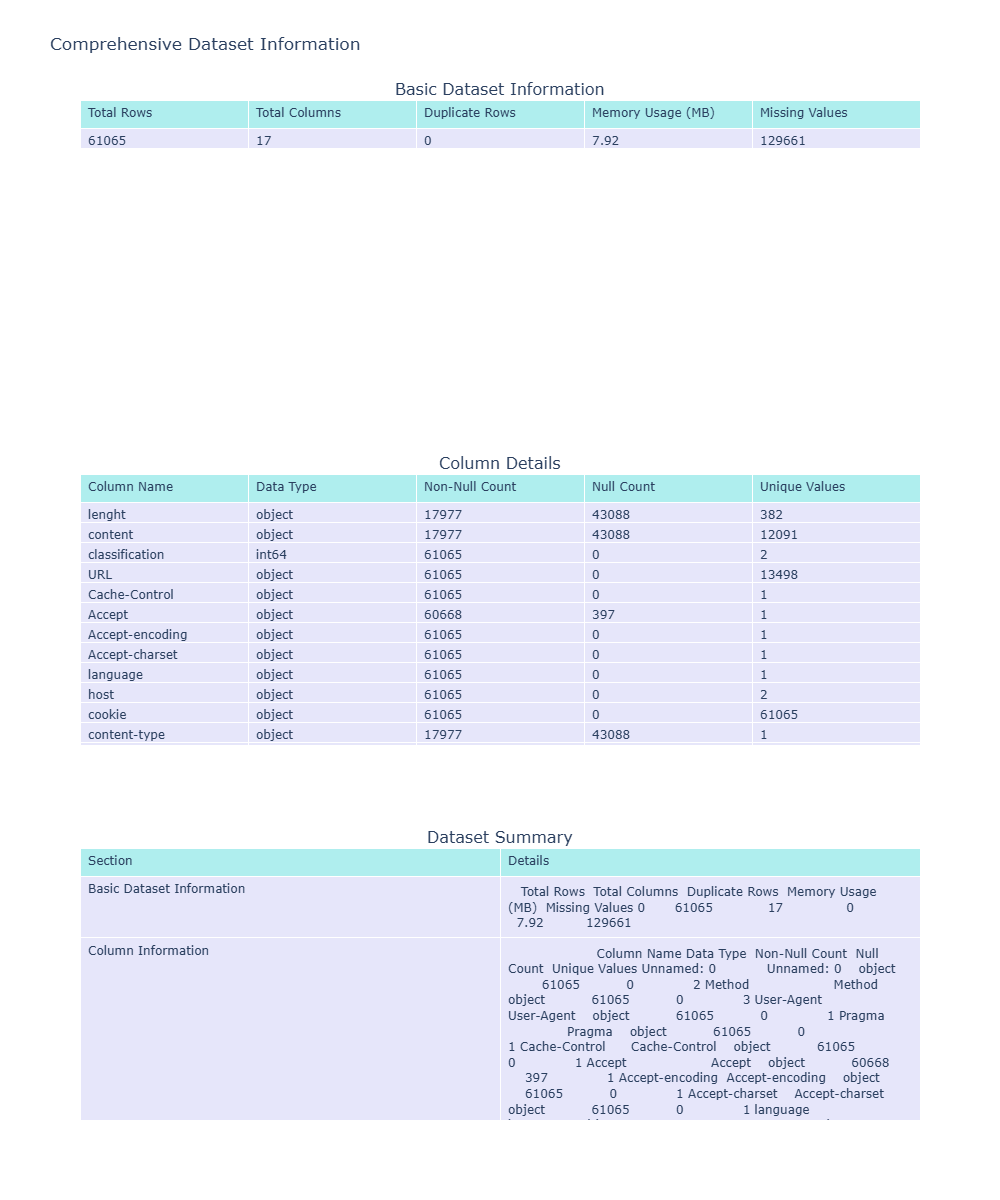 Comprehensive Dataset Information
Basic Dataset Information
Total Rows Total Columns Duplicate Rows Memory Usage (MB) Missing Values
61065 17 0 7.92 129661
Column Details
Column Name Data Type Non-Null Count Null Count Unique Values
lenght object 17977 43088 382
content object 17977 43088 12091
classification int64 61065 0 2
URL object 61065 0 13498
Cache-Control object 61065 0 1
Accept object 60668 397 1
Accept-encoding object 61065 0 1
Accept-charset object 61065 0 1
language object 61065 0 1
host object 61065 0 2
cookie object 61065 0 61065
content-type object 17977 43088 1
Dataset Summary
Section Details
Basic Dataset Information
Total Rows Total Columns Duplicate Rows Memory Usage
(MB) Missing Values 0 61065 17 0
7.92 129661
Column Information
Column Name Data Type Non-Null Count Null
Count Unique Values Unnamed: 0 Unnamed: 0 object
61065 0 2 Method Method
object 61065 0 3 User-Agent
User-Agent object 61065 0 1 Pragma
Pragma object 61065 0
1 Cache-Control Cache-Control object 61065
0 1 Accept Accept object 60668
397 1 Accept-encoding Accept-encoding object
61065 0 1 Accept-charset Accept-charset
object 61065 0 1 language